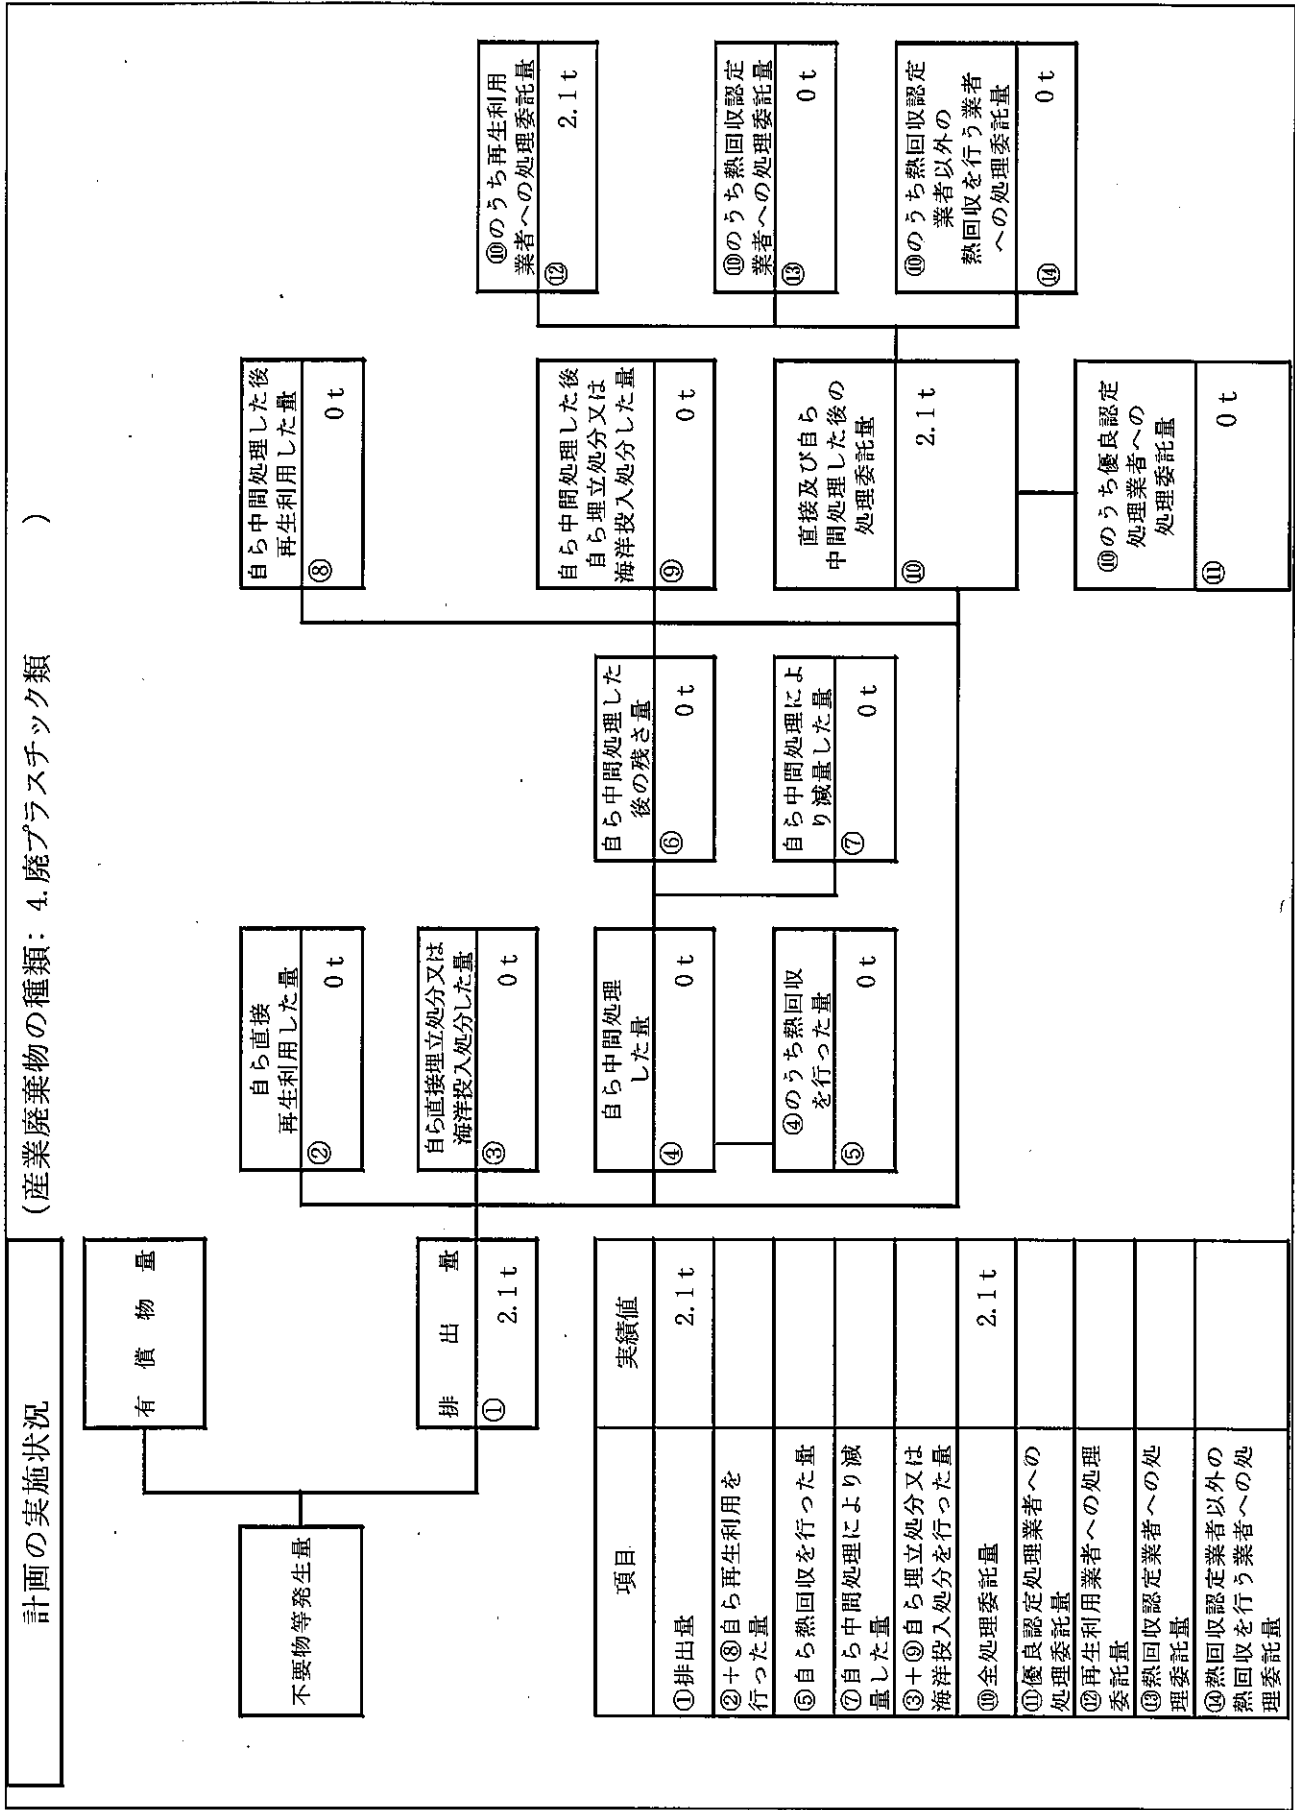 計画の実施状況
(産業廃棄物の種類: 4.廃プラスチック類 )
不要物等発生量
有償物量
排出量
① 2.1t
自ら直接
再生利用した量
② 0t
自ら直接埋立処分又は
海洋投入処分した量
③ 0t
自ら中間処理
した量
④ 0t
④のうち熱回収
を行った量
⑤ 0t
自ら中間処理した
後の残さ量
⑥ 0t
自ら中間処理によ
り減量した量
⑦ 0t
自ら中間処理した後
再生利用した量
⑧ 0t
自ら中間処理した後
自ら埋立処分又は
海洋投入処分した量
⑨ 0t
直接及び自ら
中間処理した後の
処理委託量
⑩ 2.1t
⑩のうち優良認定
処理業者への
処理委託量
⑪ 0t
⑩のうち再生利用
業者への処理委託量
⑫ 2.1t
⑩のうち熱回収認定
業者への処理委託量
⑬ 0t
⑩のうち熱回収認定
業者以外の
熱回収を行う業者
への処理委託量
⑭ 0t
項目 実績値
①排出量 2.1t
②+⑧自ら再生利用を
行った量
⑤自ら熱回収を行った量
⑦自ら中間処理により減
量した量
③+⑨自ら埋立処分又は
海洋投入処分を行った量
⑩全処理委託量 2.1t
⑪優良認定処理業者への
処理委託量
⑫再生利用業者への処理
委託量
⑬熱回収認定業者への処
理委託量
⑭熱回収認定業者以外の
熱回収を行う業者への処
理委託量